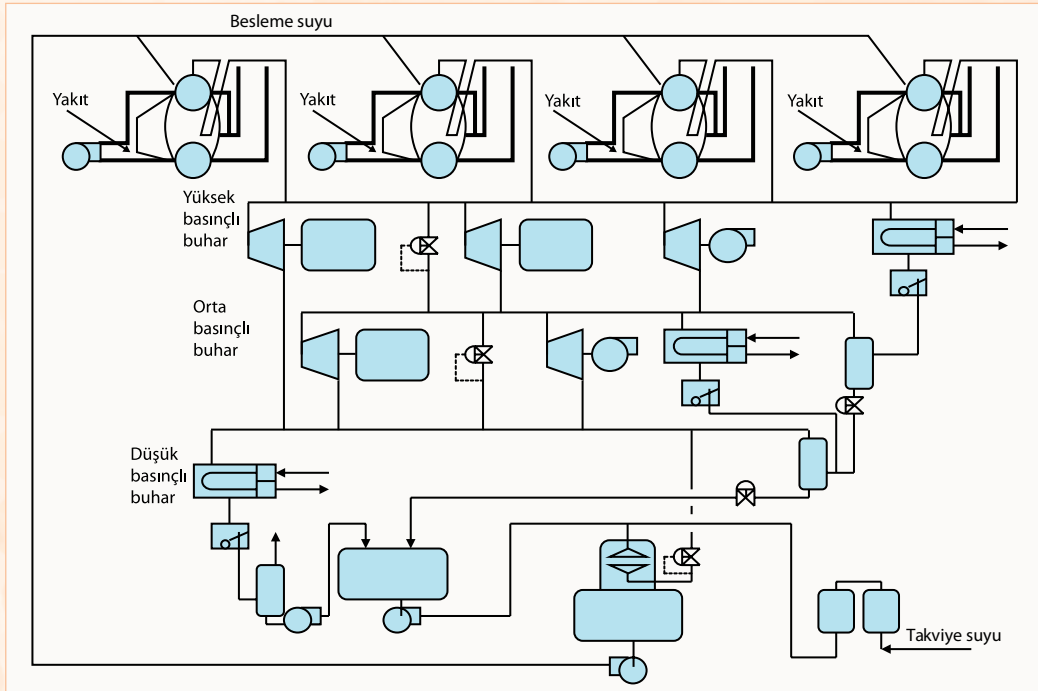 Besleme suyu
Yakıt
Yakıt
Yakıt
Yakıt
Yüksek
basınçlı
buhar
Orta
basınçlı
buhar
Düşük
basınçlı
buhar
Takviye suyu